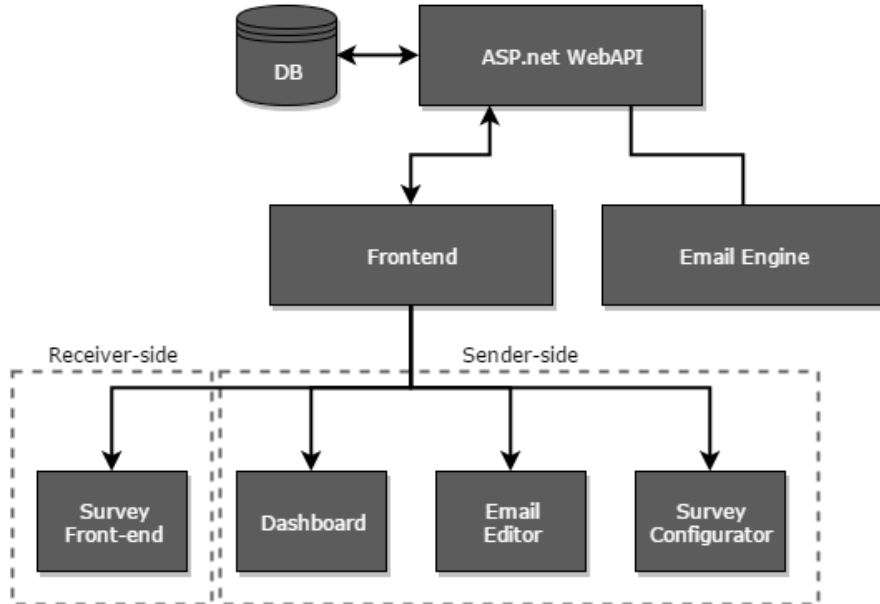 DB
ASP.net WebAPI
Frontend
Email Engine
Receiver-side
Sender-side
Survey
Front-end
Dashboard
Email
Editor
Survey
Configurator